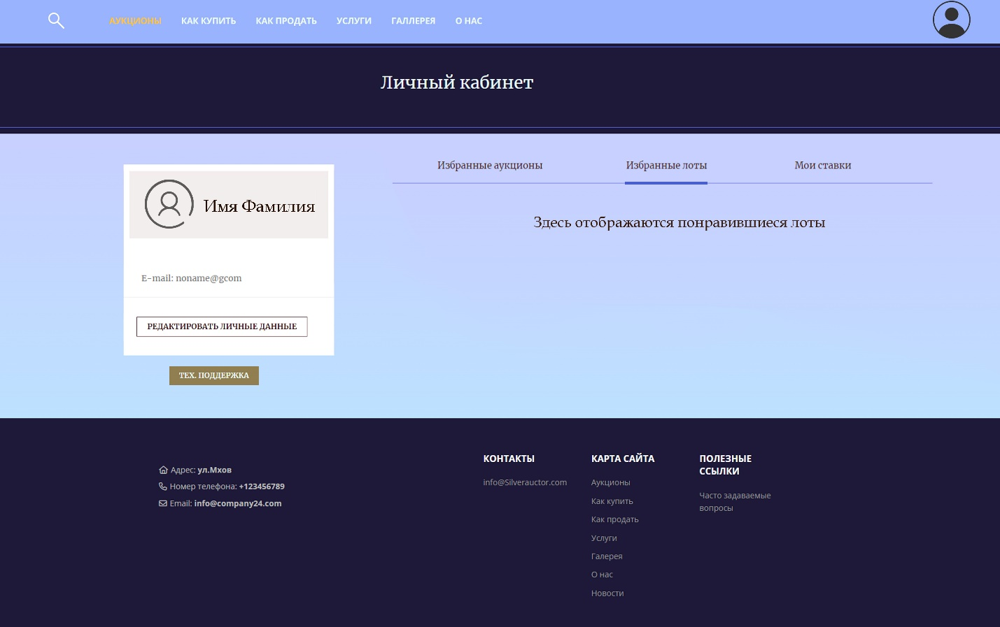 АУКЦИОНЫ КАК КУПИТЬ КАК ПРОДАТЬ УСЛУГИ ГАЛЛЕРЕЯ О НАС
Личный кабинет
Избранные аукционы Избранные лоты Мои ставки
Имя Фамилия
Здесь отображаются понравившиеся лоты
E-mail: noname@gcom
РЕДАКТИРОВАТЬ ЛИЧНЫЕ ДАННЫЕ
ТЕХ. ПОДДЕРЖКА
Адрес: ул.Мхов
Номер телефона: +123456789
Email: info@company24.com
КОНТАКТЫ
info@Silverauctor.com
КАРТА САЙТА
Аукционы
Как купить
Как продать
Услуги
Галерея
О нас
Новости
ПОЛЕЗНЫЕ
ССЫЛКИ
Часто задаваемые
вопросы